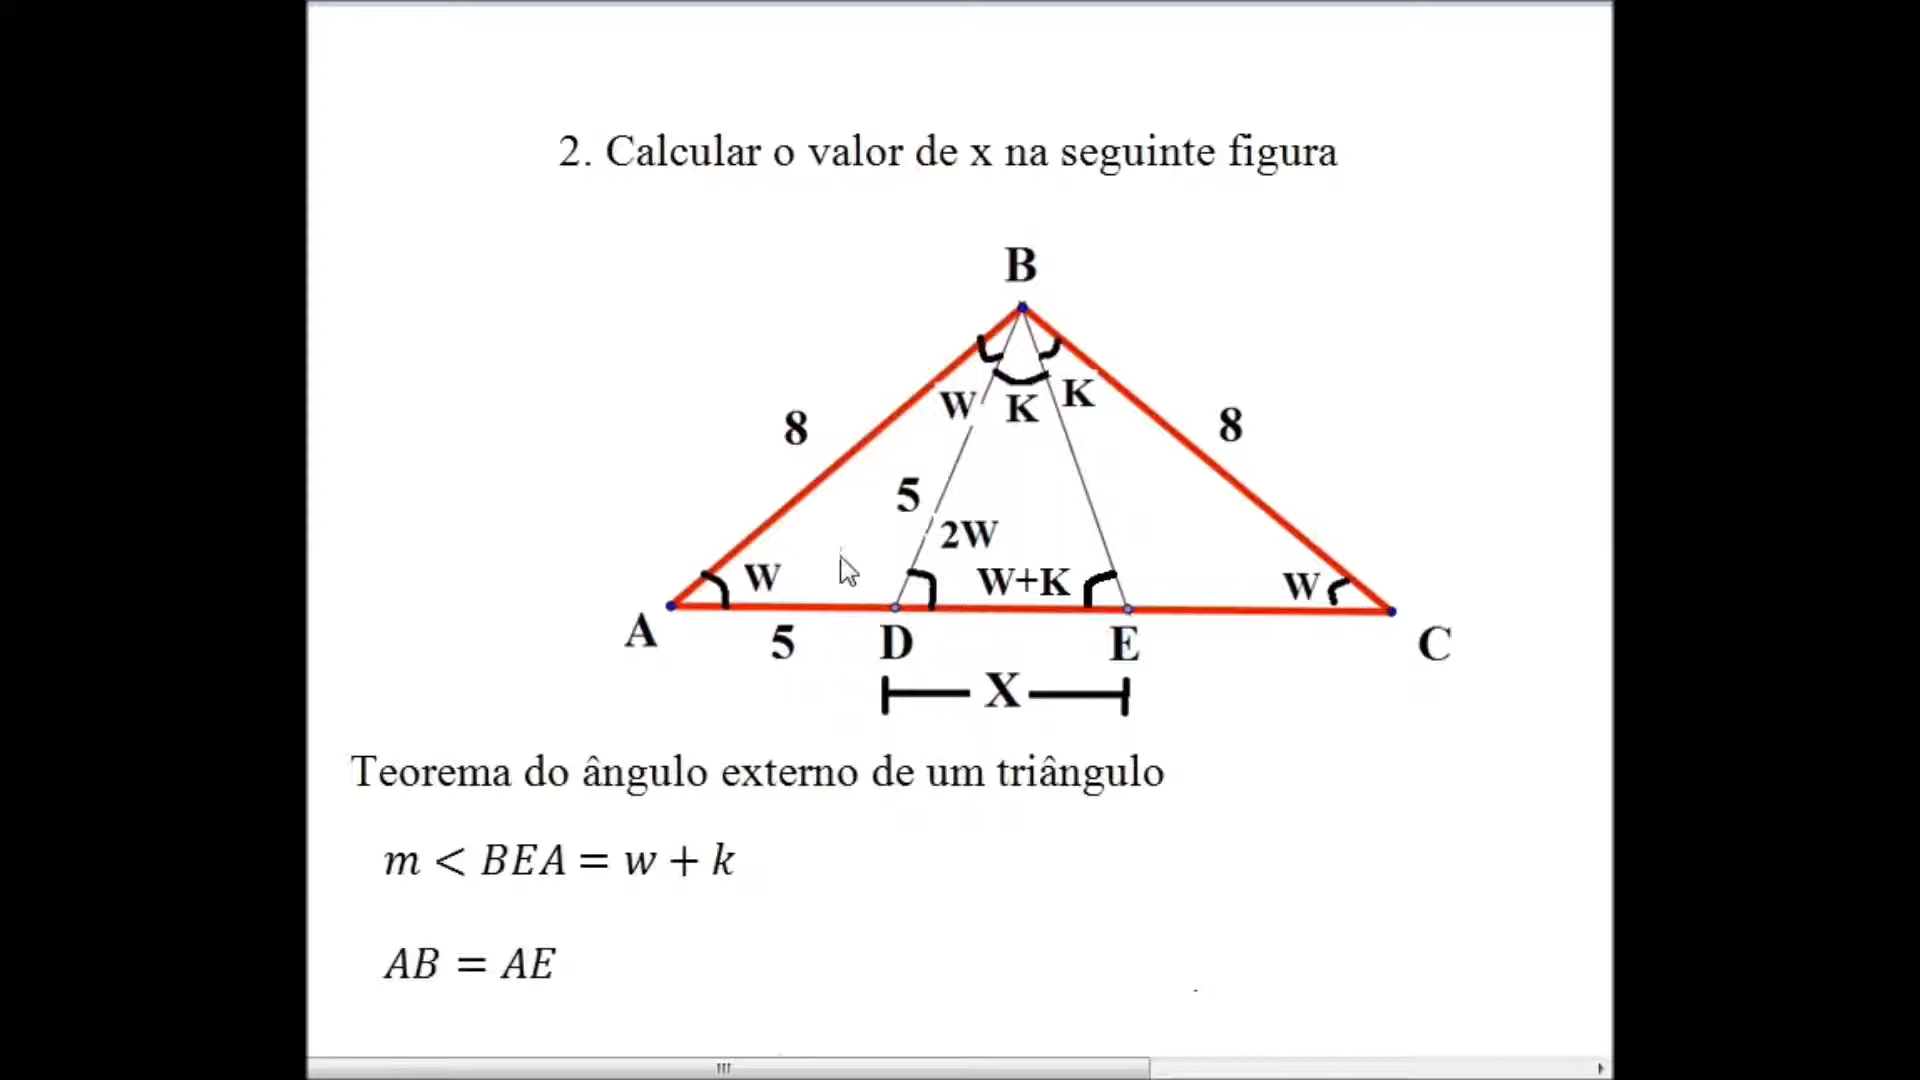 2. Calcular o valor de x na seguinte figura
B
W K K
8 8
5
2W
W W+K W
A 5 D E C
X
Teorema do ângulo externo de um triângulo
m < BEA = w + k
AB = AE